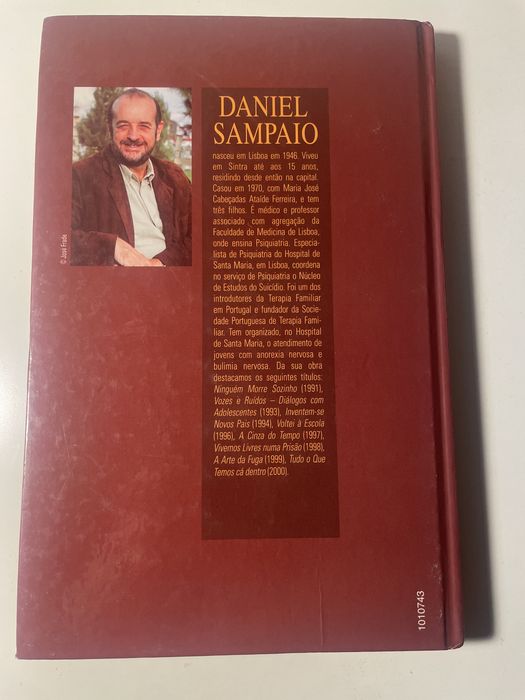 DANIEL
SAMPAIO
nasceu em Lisboa em 1946. Viveu
em Sintra até aos 15 anos,
residindo desde então na capital.
Casou em 1970, com Maria José
Cabeçadas Ataíde Ferreira, e tem
três filhos. É médico e professor
associado com agregação da
Faculdade de Medicina de Lisboa,
onde ensina Psiquiatria. Especia-
lista de Psiquiatria do Hospital de
Santa Maria, em Lisboa, coordena
no serviço de Psiquiatria o Núcleo
de Estudos do Suicídio. Foi um dos
introdutores da Terapia Familiar
em Portugal e fundador da Socie-
dade Portuguesa de Terapia Fami-
liar. Tem organizado, no Hospital
de Santa Maria, o atendimento de
jovens com anorexia nervosa e
bulimia nervosa. Da sua obra
destacamos os seguintes títulos:
Ninguém Morre Sozinho (1991),
Vozes e Ruídos – Diálogos com
Adolescentes (1993), Inventem-se
Novos Pais (1994), Voltei à Escola
(1996), A Cinza do Tempo (1997),
Vivemos Livres numa Prisão (1998),
A Arte da Fuga (1999), Tudo o Que
Temos cá dentro (2000).
© José Frade
1010743